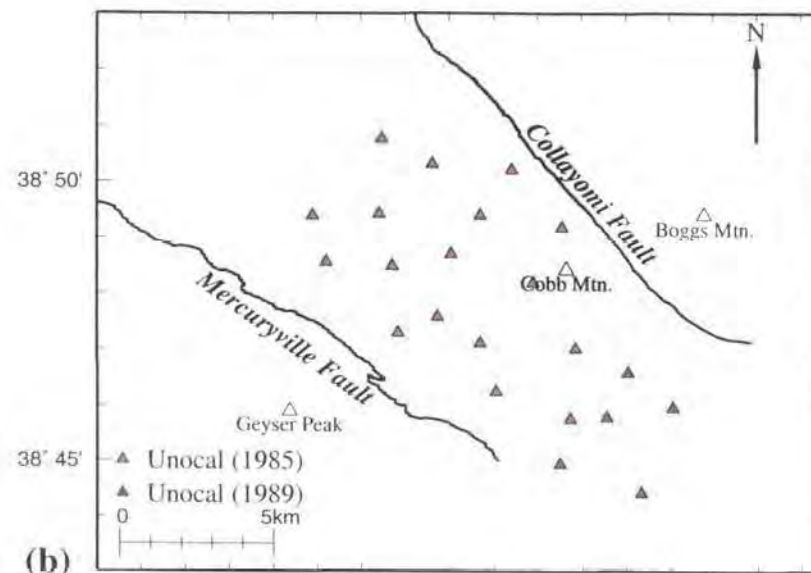 N
Collayomi Fault
38° 50'
Boggs Mtn.
Cobb Mtn.
Mercuryville Fault
Geyser Peak
38° 45'
Unocal (1985)
Unocal (1989)
0 5km
(b)